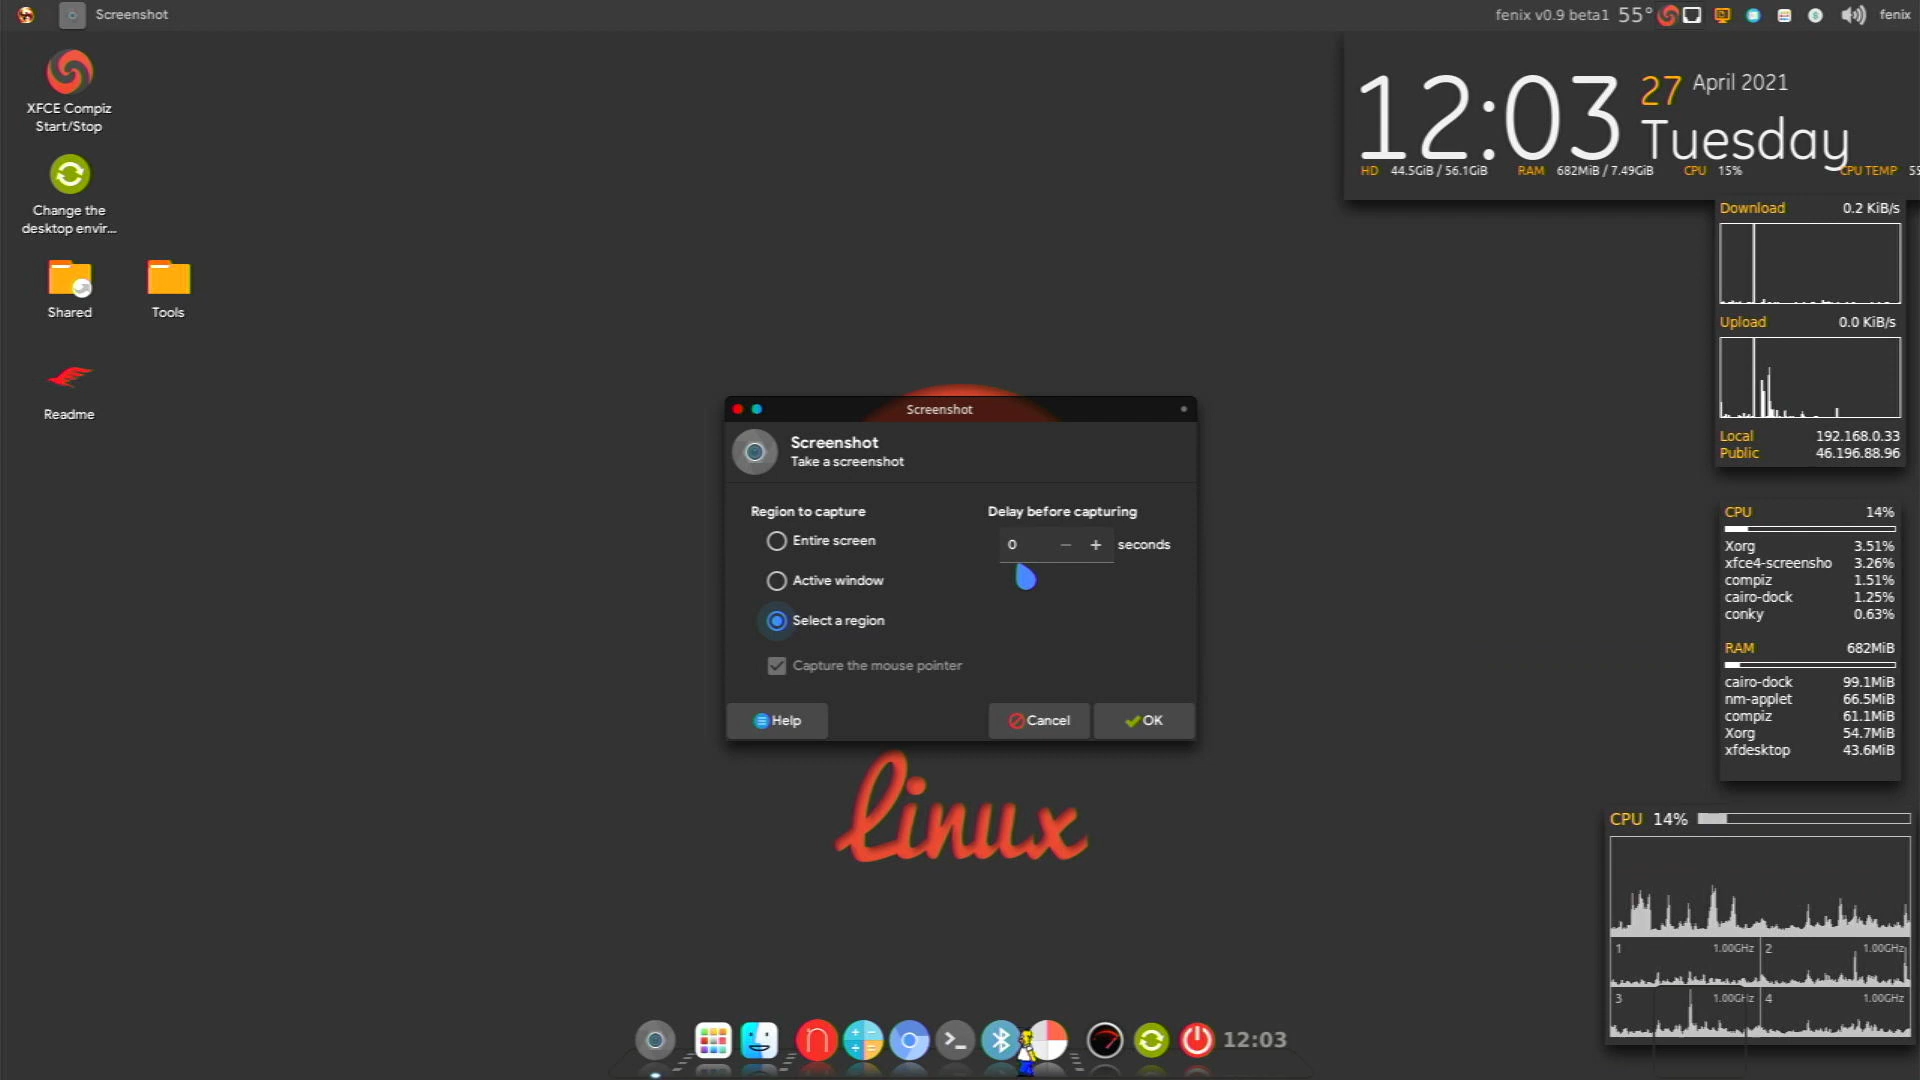 Screenshot
fenix v0.9 beta1 55° fenix
XFCE Compiz
Start/Stop
Change the
desktop envir...
Shared
Tools
Readme
12:03 27 April 2021
Tuesday
HD 44.5GiB / 56.1GiB RAM 682MiB / 7.49GiB CPU 15% CPU TEMP 55
Download 0.2 KiB/s
Upload 0.0 KiB/s
Local 192.168.0.33
Public 46.196.88.96
Screenshot
Screenshot
Take a screenshot
Region to capture
Entire screen
Active window
Select a region
Capture the mouse pointer
Delay before capturing
0 − + seconds
Help
Cancel
OK
linux
CPU 14%
Xorg 3.51%
xfce4-screensho 3.26%
compiz 1.51%
cairo-dock 1.25%
conky 0.63%
RAM 682MiB
cairo-dock 99.1MiB
nm-applet 66.5MiB
compiz 61.1MiB
Xorg 54.7MiB
xfdesktop 43.6MiB
CPU 14%
1 1.00GHz 2 1.00GHz
3 1.00GHz 4 1.00GHz
12:03